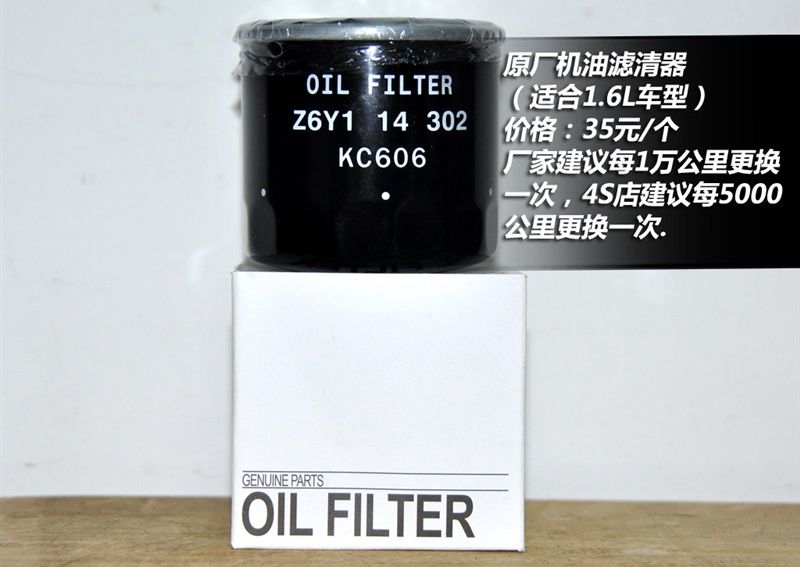 OIL FILTER
Z6Y1 14 302
KC606
原厂机油滤清器
（适合1.6L车型）
价格：35元/个
厂家建议每1万公里更换
一次，4S店建议每5000
公里更换一次.
GENUINE PARTS
OIL FILTER